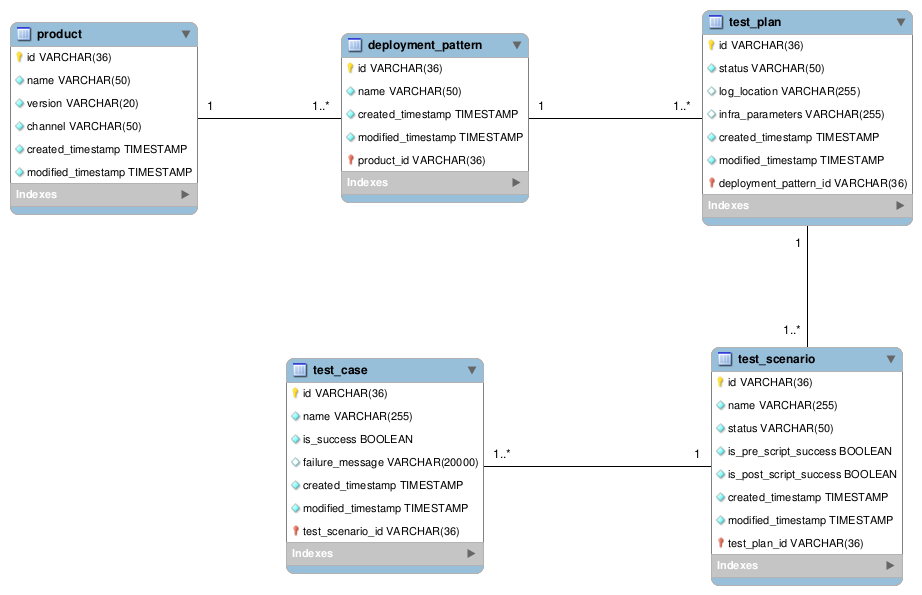 product
id VARCHAR(36)
name VARCHAR(50)
version VARCHAR(20)
channel VARCHAR(50)
created_timestamp TIMESTAMP
modified_timestamp TIMESTAMP
Indexes
1
1..*
deployment_pattern
id VARCHAR(36)
name VARCHAR(50)
created_timestamp TIMESTAMP
modified_timestamp TIMESTAMP
product_id VARCHAR(36)
Indexes
1
1..*
test_plan
id VARCHAR(36)
status VARCHAR(50)
log_location VARCHAR(255)
infra_parameters VARCHAR(255)
created_timestamp TIMESTAMP
modified_timestamp TIMESTAMP
deployment_pattern_id VARCHAR(36)
Indexes
1
1..*
test_case
id VARCHAR(36)
name VARCHAR(255)
is_success BOOLEAN
failure_message VARCHAR(20000)
created_timestamp TIMESTAMP
modified_timestamp TIMESTAMP
test_scenario_id VARCHAR(36)
Indexes
1..*
1
test_scenario
id VARCHAR(36)
name VARCHAR(255)
status VARCHAR(50)
is_pre_script_success BOOLEAN
is_post_script_success BOOLEAN
created_timestamp TIMESTAMP
modified_timestamp TIMESTAMP
test_plan_id VARCHAR(36)
Indexes